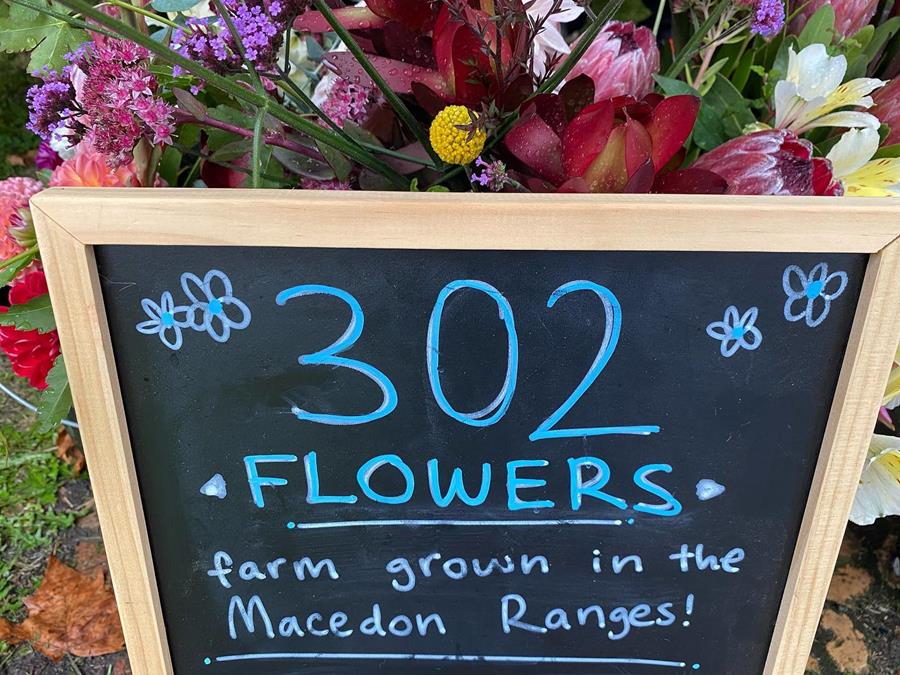 302
FLOWERS
farm grown in the
Macedon Ranges!